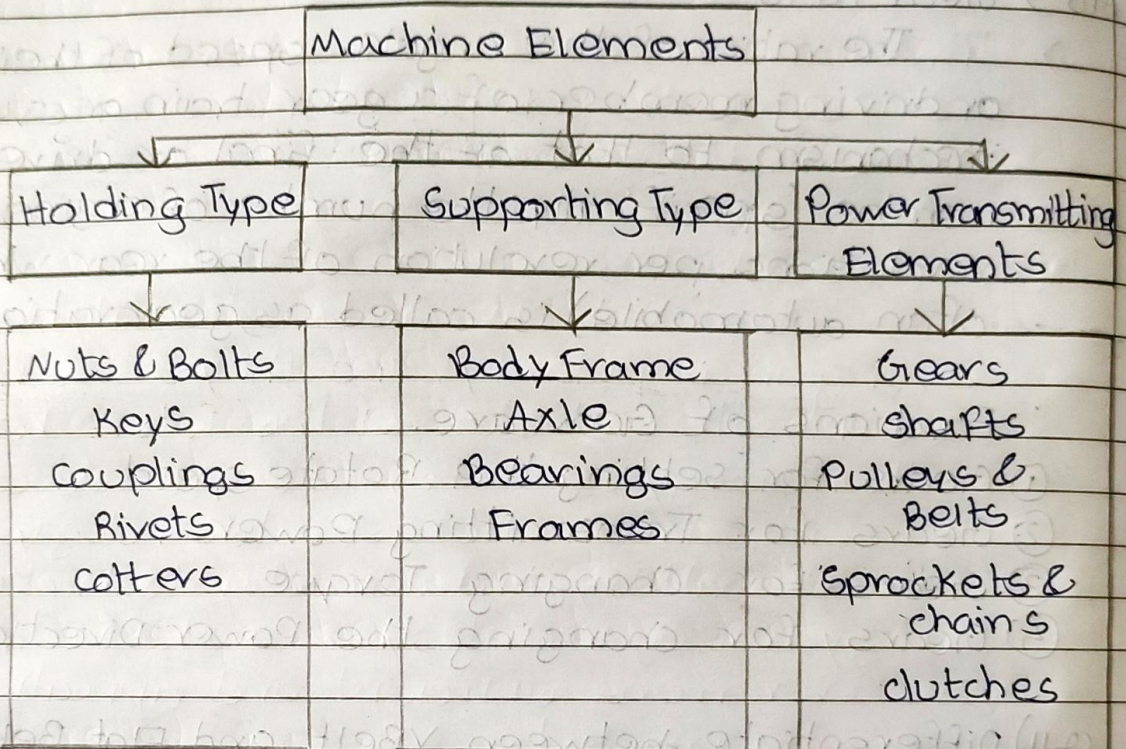 Machine Elements
Holding Type
Supporting Type
Power Transmitting
Elements
Nuts & Bolts
Keys
Couplings
Rivets
Cotters
Body Frame
Axle
Bearings
Frames
Gears
Shafts
Pulleys &
Belts
Sprockets &
chains
clutches